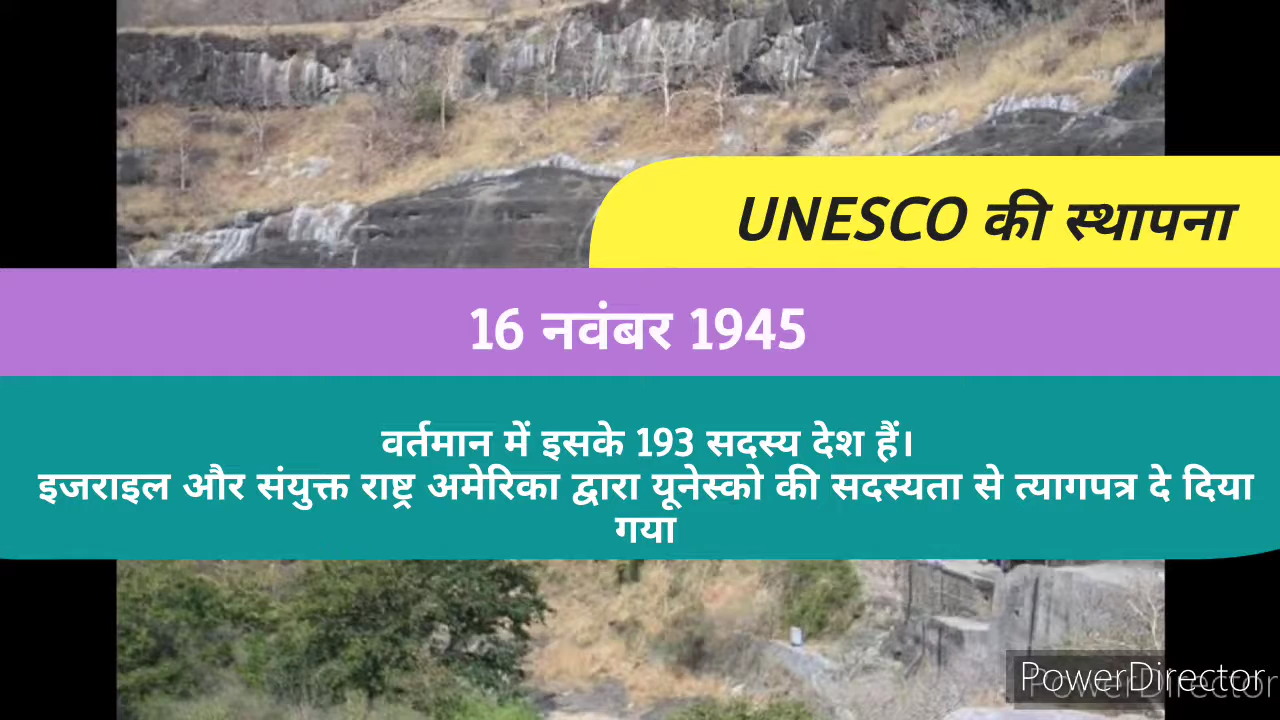 UNESCO की स्थापना
16 नवंबर 1945
वर्तमान में इसके 193 सदस्य देश हैं।
इजराइल और संयुक्त राष्ट्र अमेरिका द्वारा यूनेस्को की सदस्यता से त्यागपत्र दे दिया
गया
PowerDirector
PowerDirector